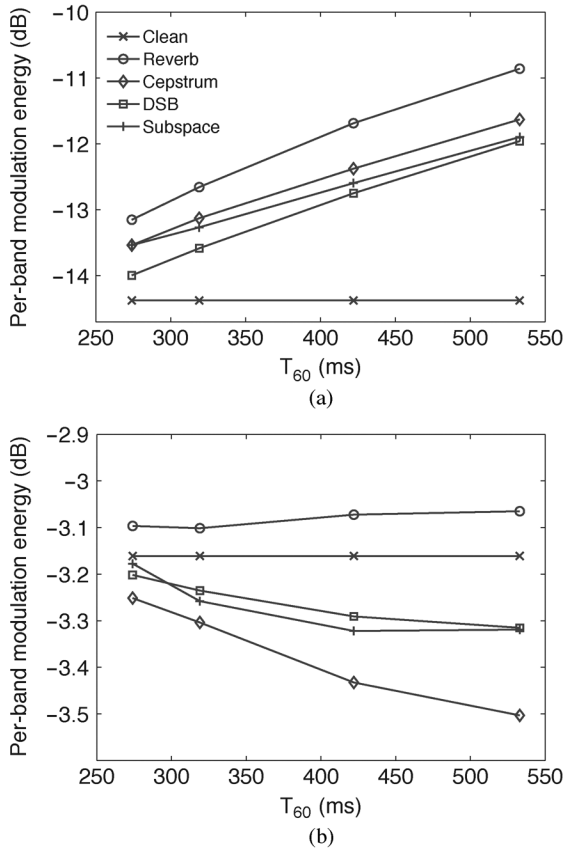 Per-band modulation energy (dB)
−10
−11
−12
−13
−14
Clean
Reverb
Cepstrum
DSB
Subspace
250 300 350 400 450 500 550
T60 (ms)
(a)
Per-band modulation energy (dB)
−2.9
−3
−3.1
−3.2
−3.3
−3.4
−3.5
250 300 350 400 450 500 550
T60 (ms)
(b)